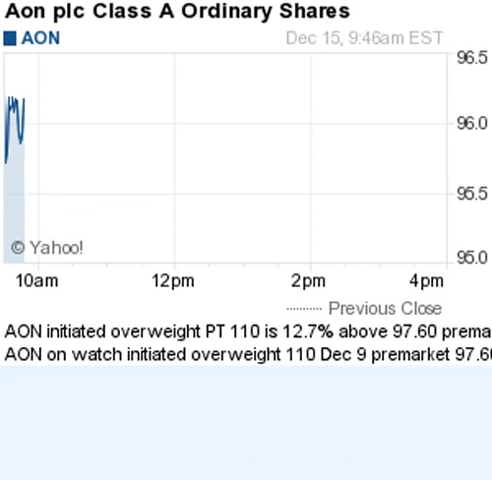 Aon plc Class A Ordinary Shares
AON Dec 15, 9:46am EST
96.5
96.0
95.5
95.0
© Yahoo!
10am 12pm 2pm 4pm
Previous Close
AON initiated overweight PT 110 is 12.7% above 97.60 prema
AON on watch initiated overweight 110 Dec 9 premarket 97.60